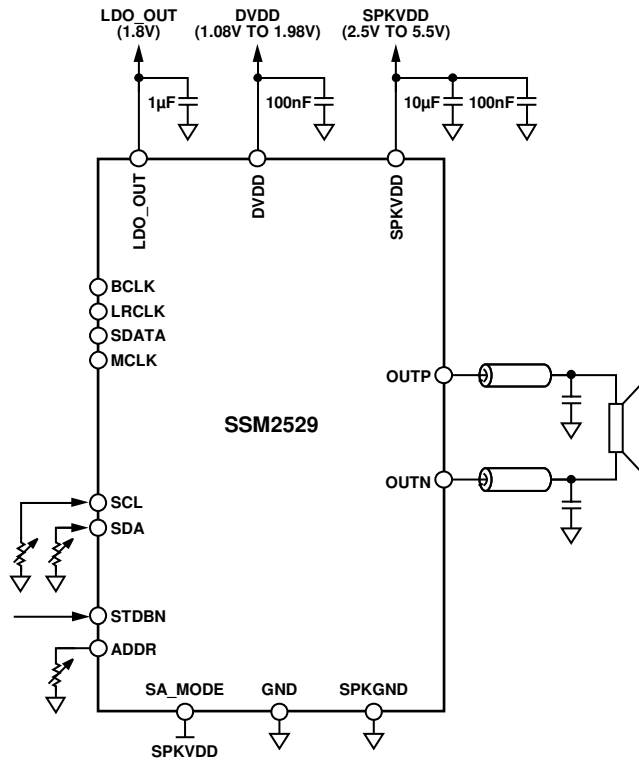 LDO_OUT
(1.8V)
DVDD
(1.08V TO 1.98V)
SPKVDD
(2.5V TO 5.5V)
1µF
100nF
10µF
100nF
LDO_OUT
DVDD
SPKVDD
BCLK
LRCLK
SDATA
MCLK
OUTP
SSM2529
OUTN
SCL
SDA
STDBN
ADDR
SA_MODE
GND
SPKGND
SPKVDD